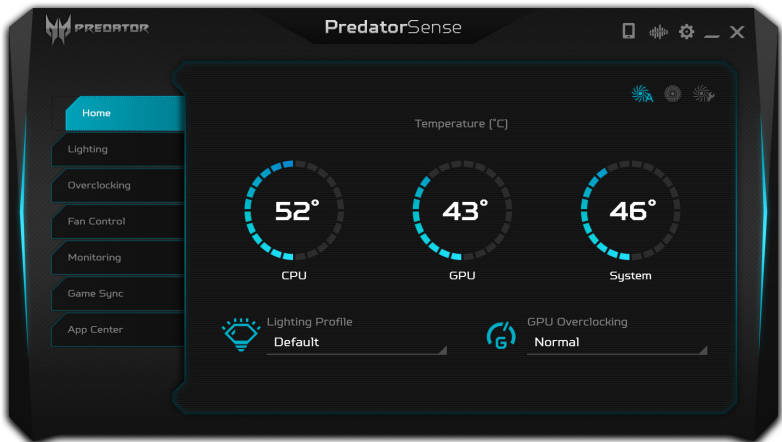 PREDATOR
PredatorSense
Home
Lighting
Overclocking
Fan Control
Monitoring
Game Sync
App Center
A
Temperature (°C)
52°
43°
46°
CPU
GPU
System
Lighting Profile
Default
G
GPU Overclocking
Normal